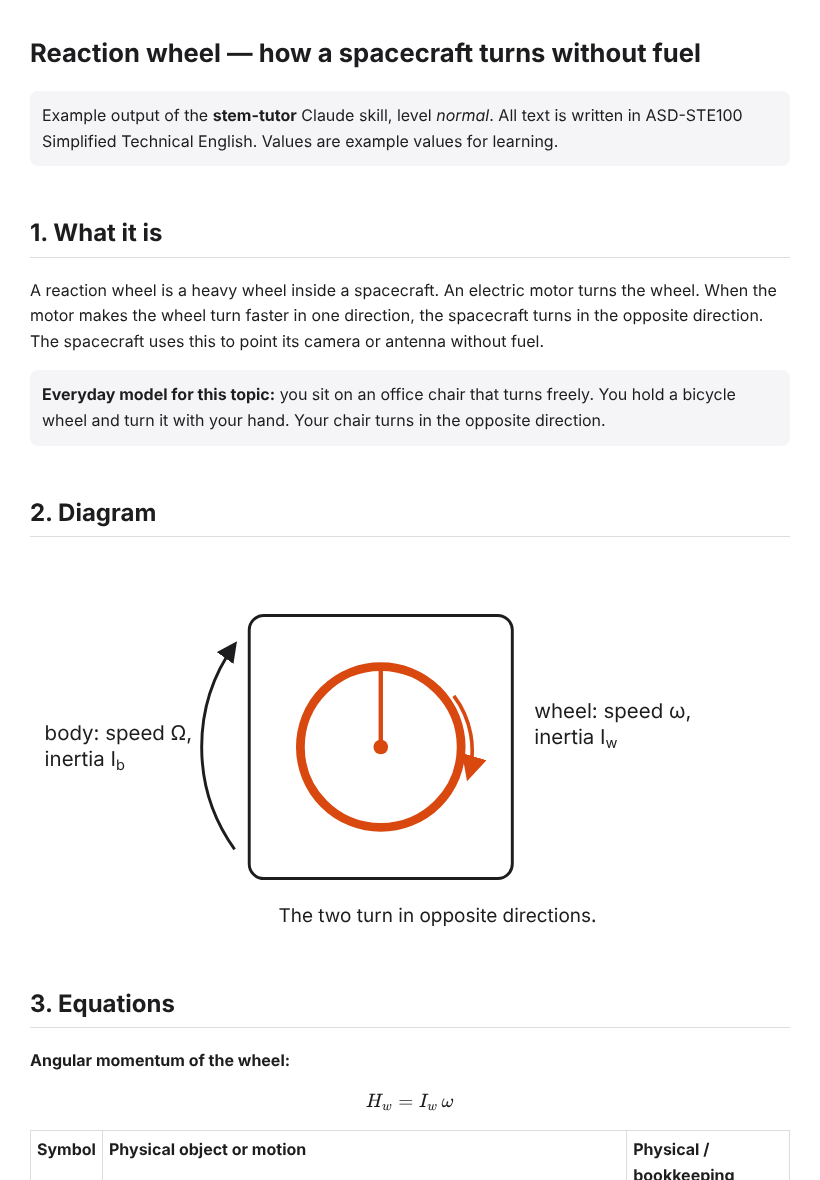 Reaction wheel — how a spacecraft turns without fuel
Example output of the stem-tutor Claude skill, level normal. All text is written in ASD-STE100
Simplified Technical English. Values are example values for learning.
1. What it is
A reaction wheel is a heavy wheel inside a spacecraft. An electric motor turns the wheel. When the
motor makes the wheel turn faster in one direction, the spacecraft turns in the opposite direction.
The spacecraft uses this to point its camera or antenna without fuel.
Everyday model for this topic: you sit on an office chair that turns freely. You hold a bicycle
wheel and turn it with your hand. Your chair turns in the opposite direction.
2. Diagram
body: speed Ω,
inertia I_b
wheel: speed ω,
inertia I_w
The two turn in opposite directions.
3. Equations
Angular momentum of the wheel:
H_w = I_w ω
Symbol Physical object or motion Physical /
bookkeeping